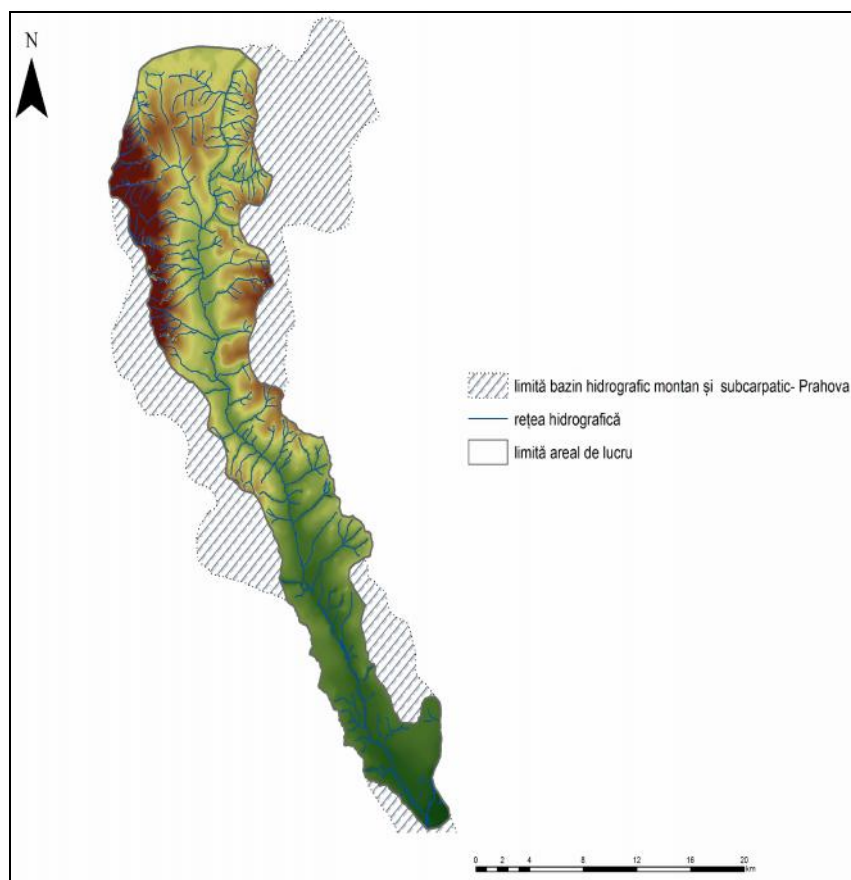 N
limită bazin hidrografic montan și subcarpatic- Prahova
rețea hidrografică
limită areal de lucru
0 2 4 8 12 16 20
km